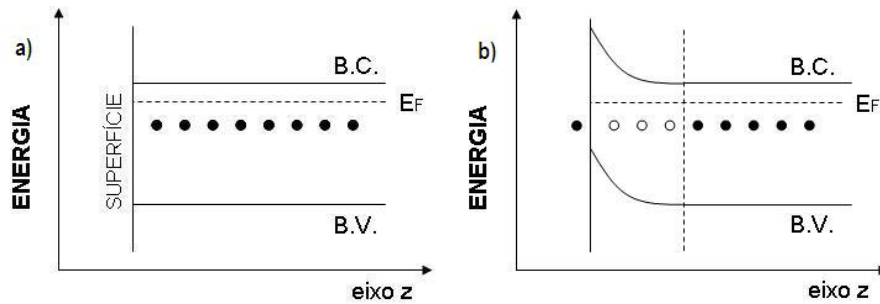 a)
ENERGIA
SUPERFÍCIE
B.C.
EF
B.V.
eixo z
b)
ENERGIA
B.C.
EF
B.V.
eixo z